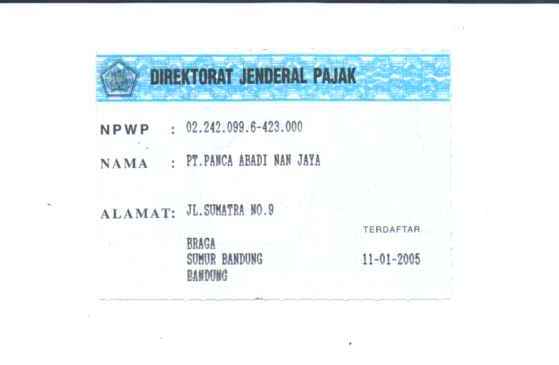 DIREKTORAT JENDERAL PAJAK
NPWP : 02.242.099.6-423.000
NAMA : PT.PANCA ABADI NAN JAYA
ALAMAT: JL.SUMATRA NO.9
TERDAFTAR
BRAGA
SUMUR BANDUNG 11-01-2005
BANDUNG